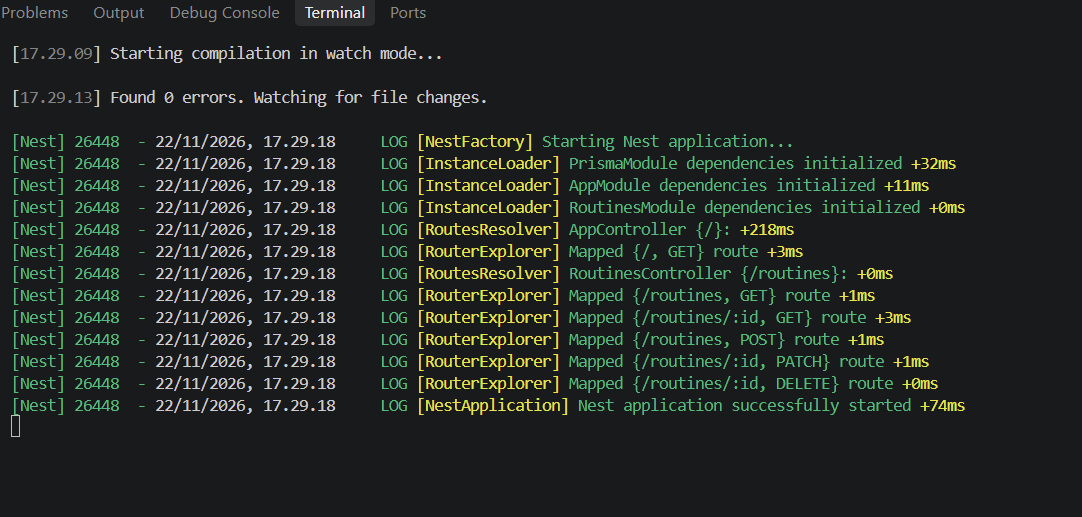 Problems Output Debug Console Terminal Ports
[17.29.09] Starting compilation in watch mode...
[17.29.13] Found 0 errors. Watching for file changes.
[Nest] 26448  - 22/11/2026, 17.29.18     LOG [NestFactory] Starting Nest application...
[Nest] 26448  - 22/11/2026, 17.29.18     LOG [InstanceLoader] PrismaModule dependencies initialized +32ms
[Nest] 26448  - 22/11/2026, 17.29.18     LOG [InstanceLoader] AppModule dependencies initialized +11ms
[Nest] 26448  - 22/11/2026, 17.29.18     LOG [InstanceLoader] RoutinesModule dependencies initialized +0ms
[Nest] 26448  - 22/11/2026, 17.29.18     LOG [RoutesResolver] AppController {/}: +218ms
[Nest] 26448  - 22/11/2026, 17.29.18     LOG [RouterExplorer] Mapped {/, GET} route +3ms
[Nest] 26448  - 22/11/2026, 17.29.18     LOG [RoutesResolver] RoutinesController {/routines}: +0ms
[Nest] 26448  - 22/11/2026, 17.29.18     LOG [RouterExplorer] Mapped {/routines, GET} route +1ms
[Nest] 26448  - 22/11/2026, 17.29.18     LOG [RouterExplorer] Mapped {/routines/:id, GET} route +3ms
[Nest] 26448  - 22/11/2026, 17.29.18     LOG [RouterExplorer] Mapped {/routines, POST} route +1ms
[Nest] 26448  - 22/11/2026, 17.29.18     LOG [RouterExplorer] Mapped {/routines/:id, PATCH} route +1ms
[Nest] 26448  - 22/11/2026, 17.29.18     LOG [RouterExplorer] Mapped {/routines/:id, DELETE} route +0ms
[Nest] 26448  - 22/11/2026, 17.29.18     LOG [NestApplication] Nest application successfully started +74ms